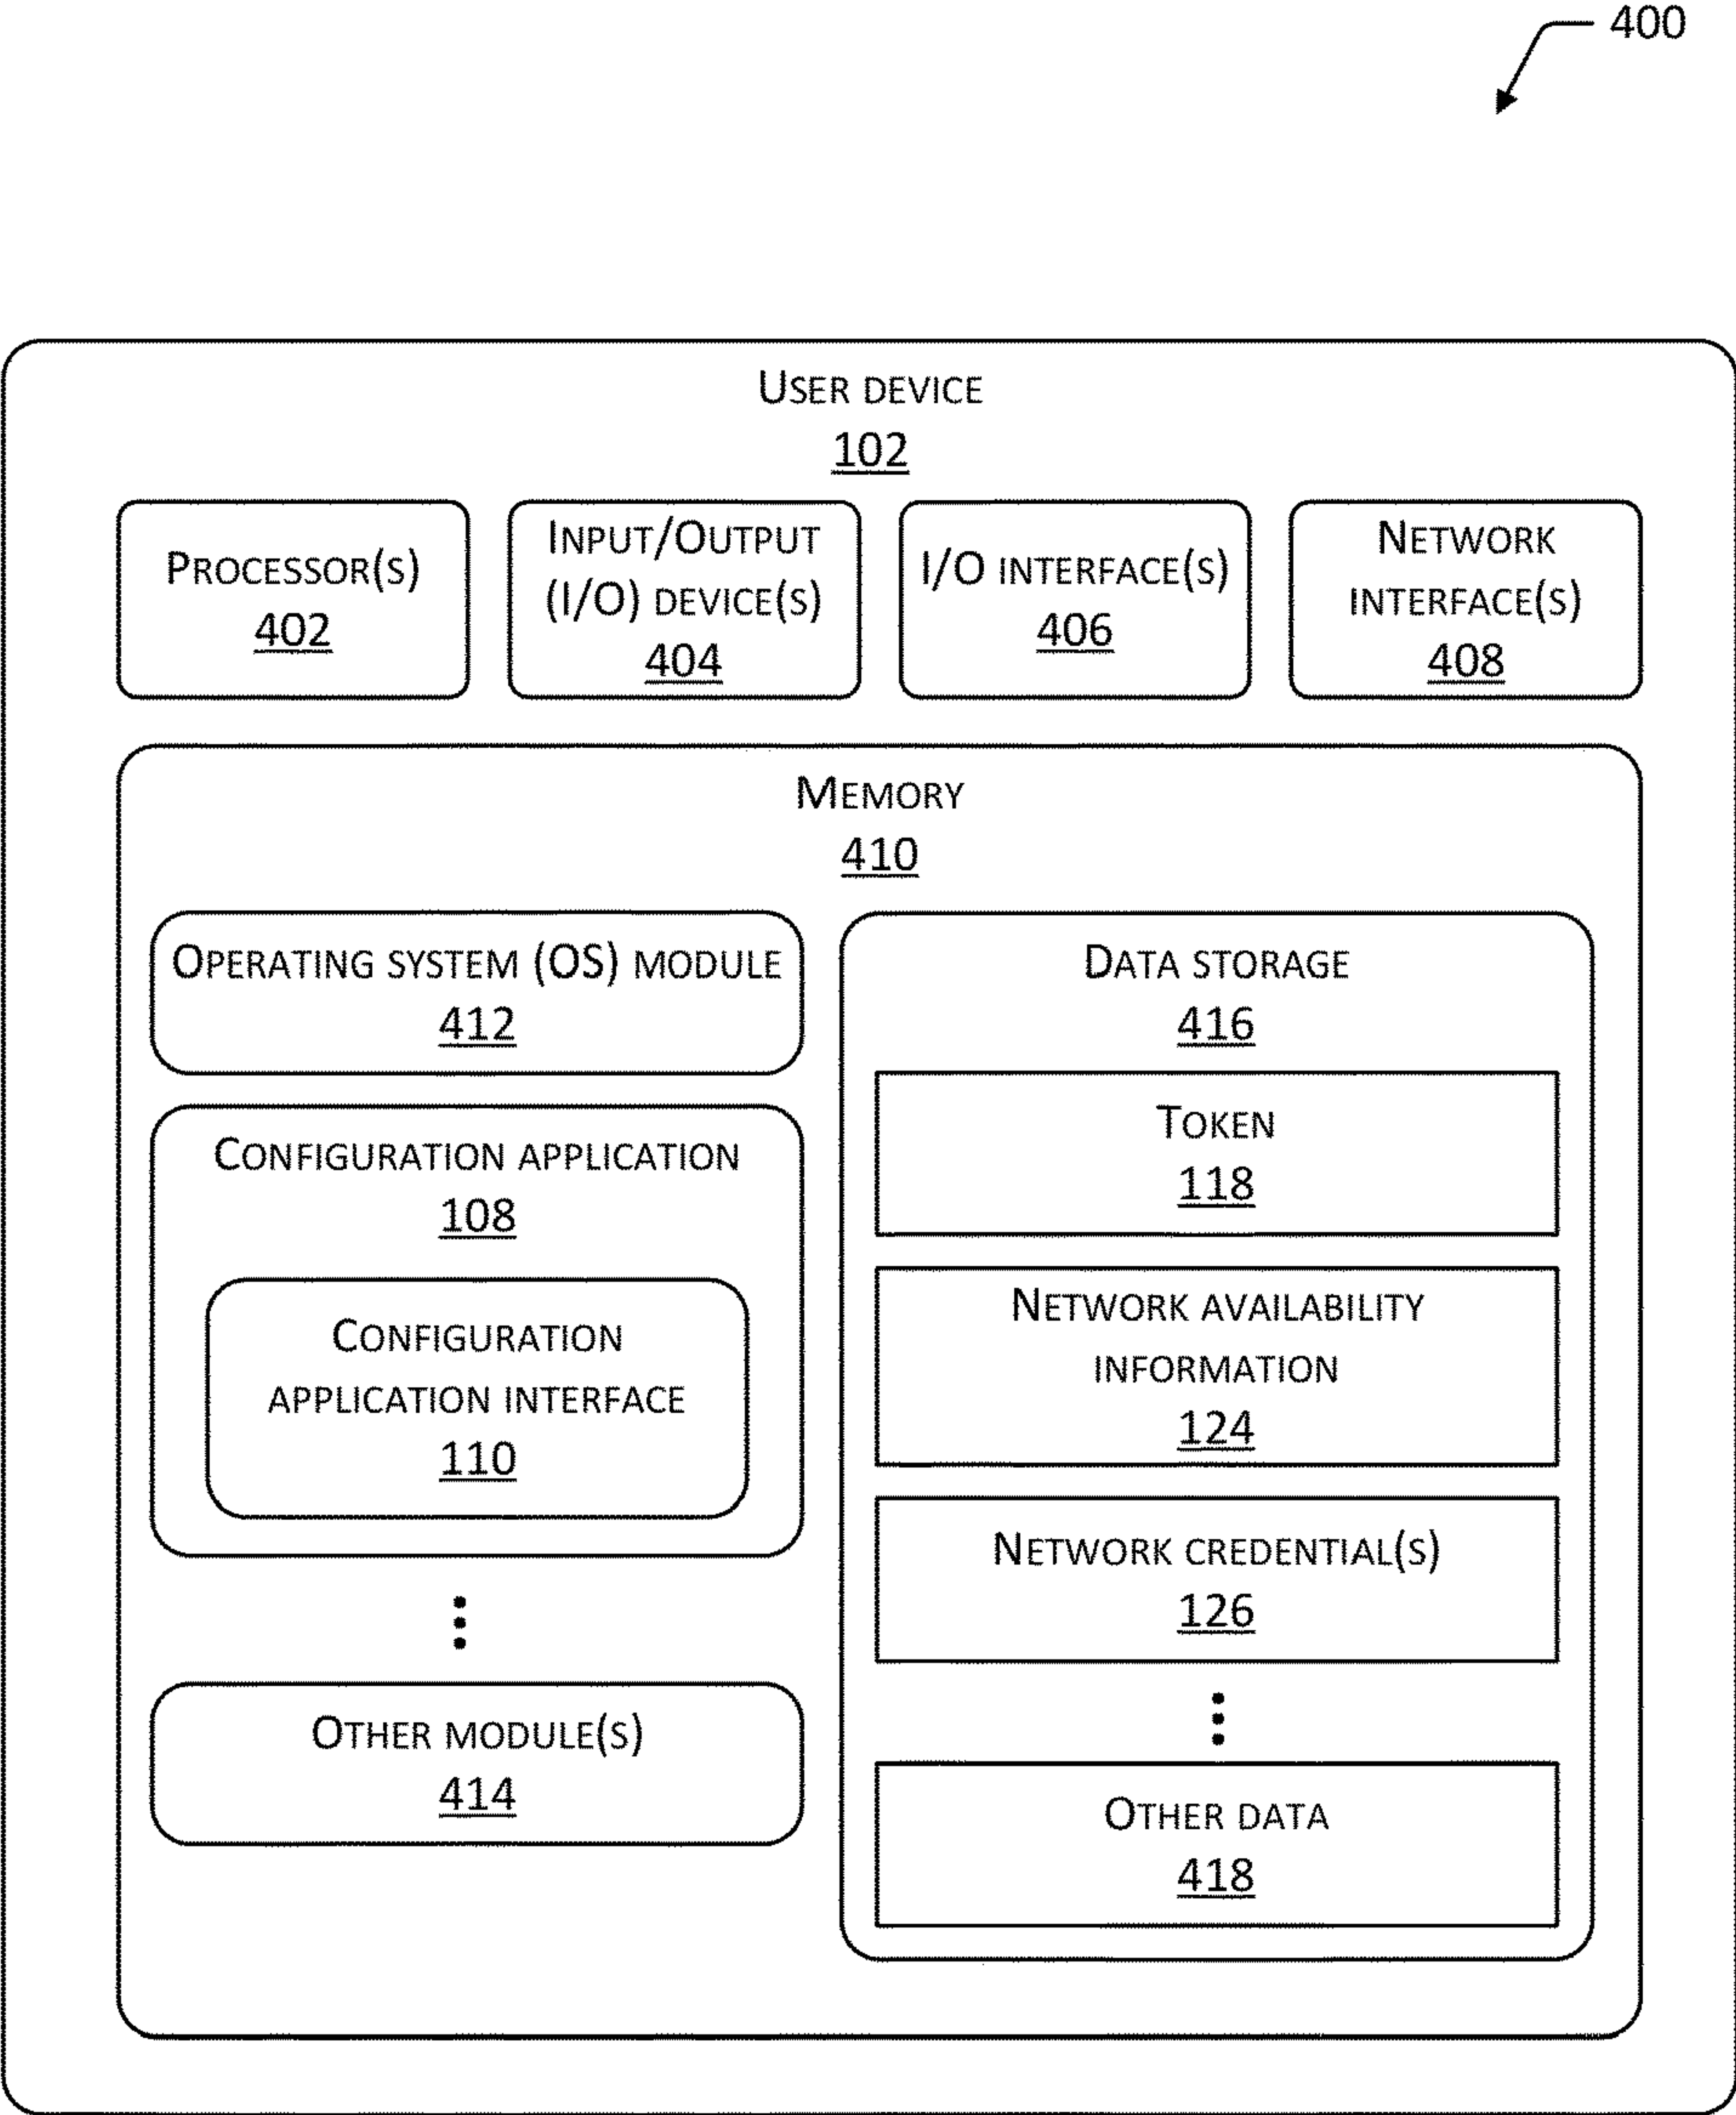 400
User device
102
Processor(s)
402
Input/Output
(I/O) device(s)
404
I/O interface(s)
406
Network
interface(s)
408
Memory
410
Operating system (OS) module
412
Configuration application
108
Configuration
application interface
110
Other module(s)
414
Data storage
416
Token
118
Network availability
information
124
Network credential(s)
126
Other data
418